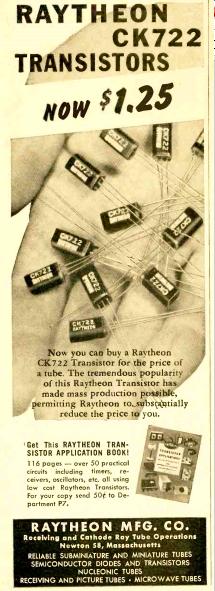 RAYTHEON
CK722
TRANSISTORS
NOW $1.25
CK722
CK722
CK722
CK722
CK722
CK722
RAYTHEON
Now you can buy a Raytheon
CK722 Transistor for the price of
a tube. The tremendous popularity
of this Raytheon Transistor has
made mass production possible,
permitting Raytheon to substantially
reduce the price to you.
Get This RAYTHEON TRAN-
SISTOR APPLICATION BOOK!
116 pages — over 50 practical
circuits including timers, re-
ceivers, oscillators, etc. all using
low cost Raytheon Transistors.
For your copy send 50¢ to De-
partment P7.
TRANSISTOR
RAYTHEON MFG. CO.
Receiving and Cathode Ray Tube Operations
Newton 58, Massachusetts
RELIABLE SUBMINIATURE AND MINIATURE TUBES
SEMICONDUCTOR DIODES AND TRANSISTORS
NUCLEONIC TUBES
RECEIVING AND PICTURE TUBES • MICROWAVE TUBES